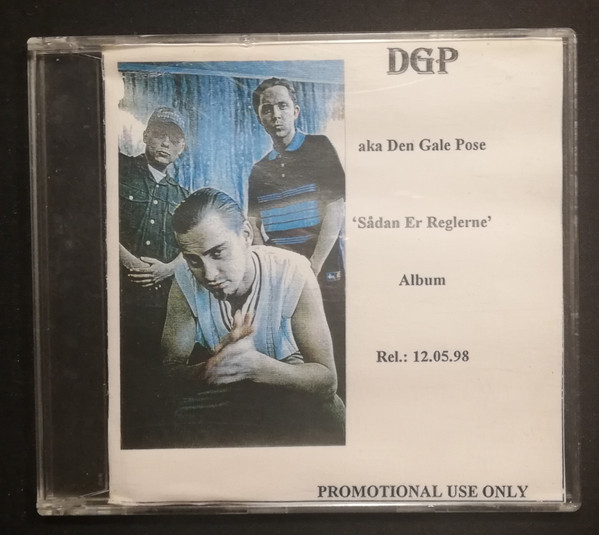 DGP
aka Den Gale Pose
‘Sådan Er Reglerne’
Album
Rel.: 12.05.98
PROMOTIONAL USE ONLY